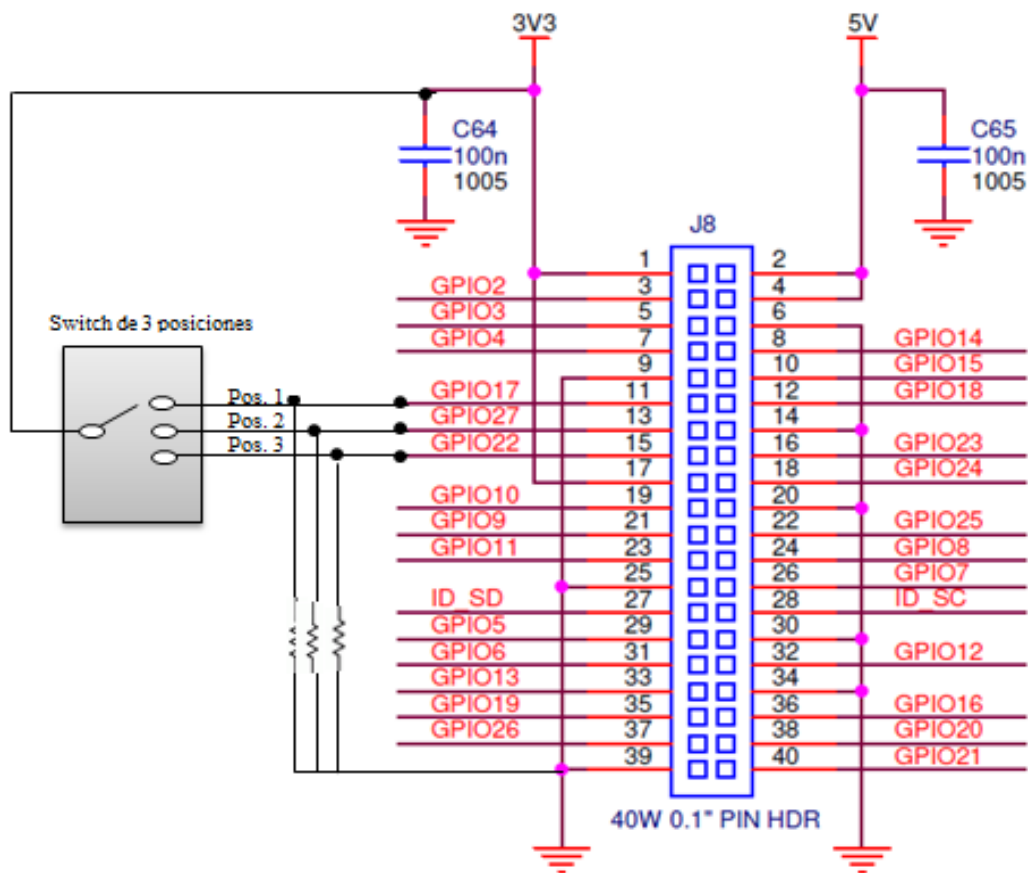 3V3
5V
C64
100n
1005
C65
100n
1005
J8
1
2
GPIO2
3
4
GPIO3
5
6
GPIO4
7
8
GPIO14
9
10
GPIO15
GPIO17
11
12
GPIO18
GPIO27
13
14
GPIO22
15
16
GPIO23
17
18
GPIO24
GPIO10
19
20
GPIO9
21
22
GPIO25
GPIO11
23
24
GPIO8
25
26
GPIO7
ID_SD
27
28
ID_SC
GPIO5
29
30
GPIO6
31
32
GPIO12
GPIO13
33
34
GPIO19
35
36
GPIO16
GPIO26
37
38
GPIO20
39
40
GPIO21
40W 0.1" PIN HDR
Switch de 3 posiciones
Pos. 1
Pos. 2
Pos. 3